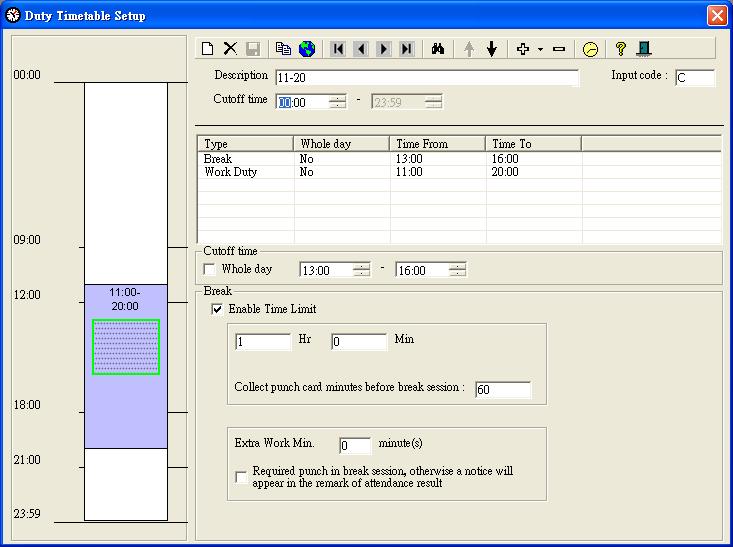 Duty Timetable Setup
Description 11-20 Input code : C
Cutoff time 00:00 - 23:59
Type Whole day Time From Time To
Break No 13:00 16:00
Work Duty No 11:00 20:00
Cutoff time
Whole day 13:00 - 16:00
Break
Enable Time Limit
1 Hr 0 Min
Collect punch card minutes before break session : 60
Extra Work Min. 0 minute(s)
Required punch in break session, otherwise a notice will
appear in the remark of attendance result
00:00
09:00
12:00
11:00-
20:00
18:00
21:00
23:59